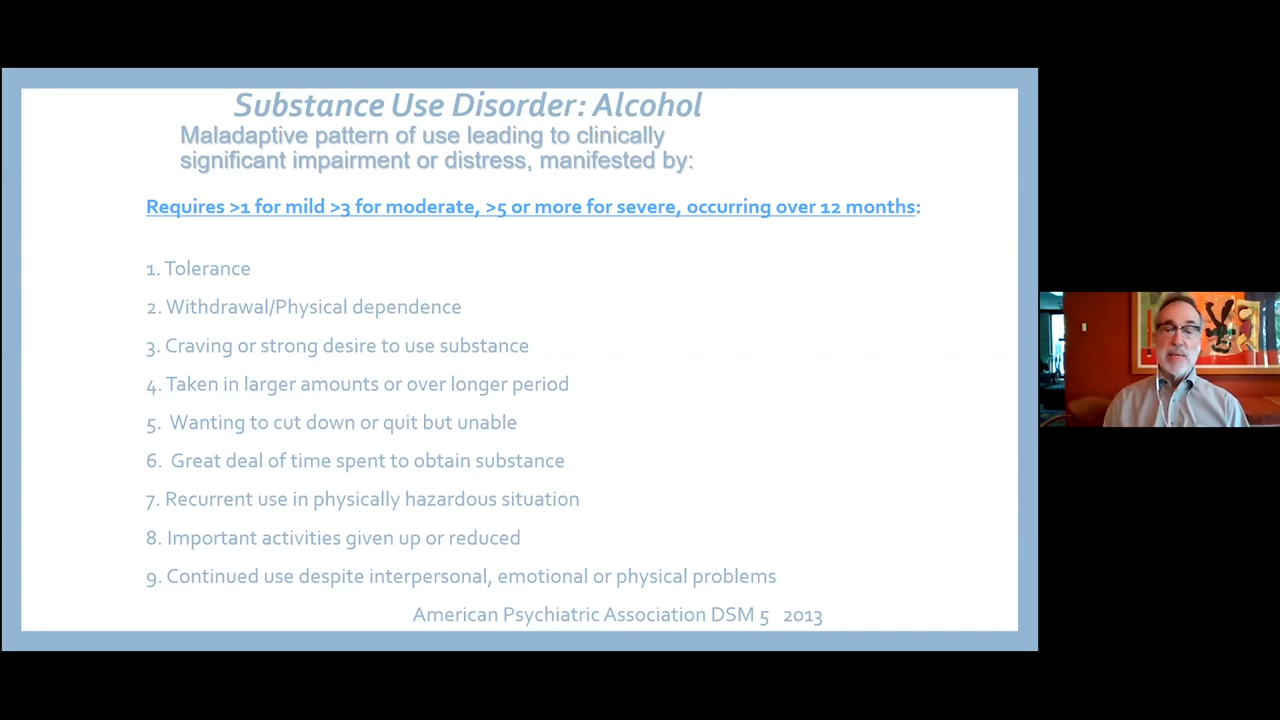 Substance Use Disorder: Alcohol
Maladaptive pattern of use leading to clinically
significant impairment or distress, manifested by:
Requires >1 for mild >3 for moderate, >5 or more for severe, occurring over 12 months:
1. Tolerance
2. Withdrawal/Physical dependence
3. Craving or strong desire to use substance
4. Taken in larger amounts or over longer period
5. Wanting to cut down or quit but unable
6. Great deal of time spent to obtain substance
7. Recurrent use in physically hazardous situation
8. Important activities given up or reduced
9. Continued use despite interpersonal, emotional or physical problems
American Psychiatric Association DSM 5 2013